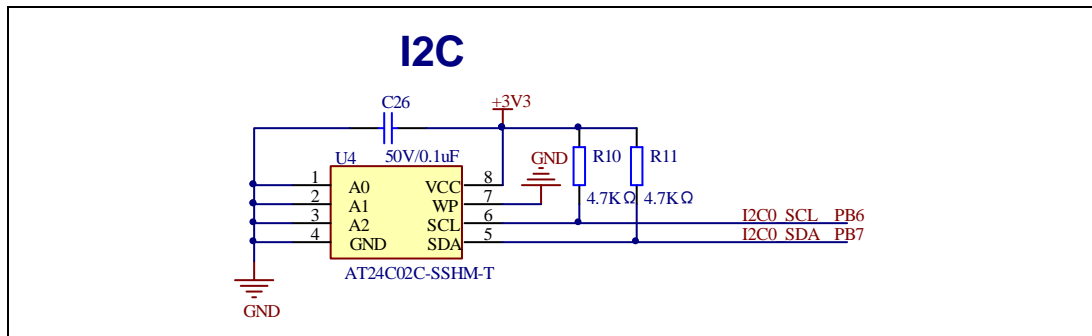 I2C
C26
+3V3
U4
50V/0.1uF
GND
R10
R11
1 A0 VCC 8
2 A1 WP 7
3 A2 SCL 6
4 GND SDA 5
4.7KΩ
4.7KΩ
I2C0_SCL PB6
I2C0_SDA PB7
AT24C02C-SSHM-T
GND